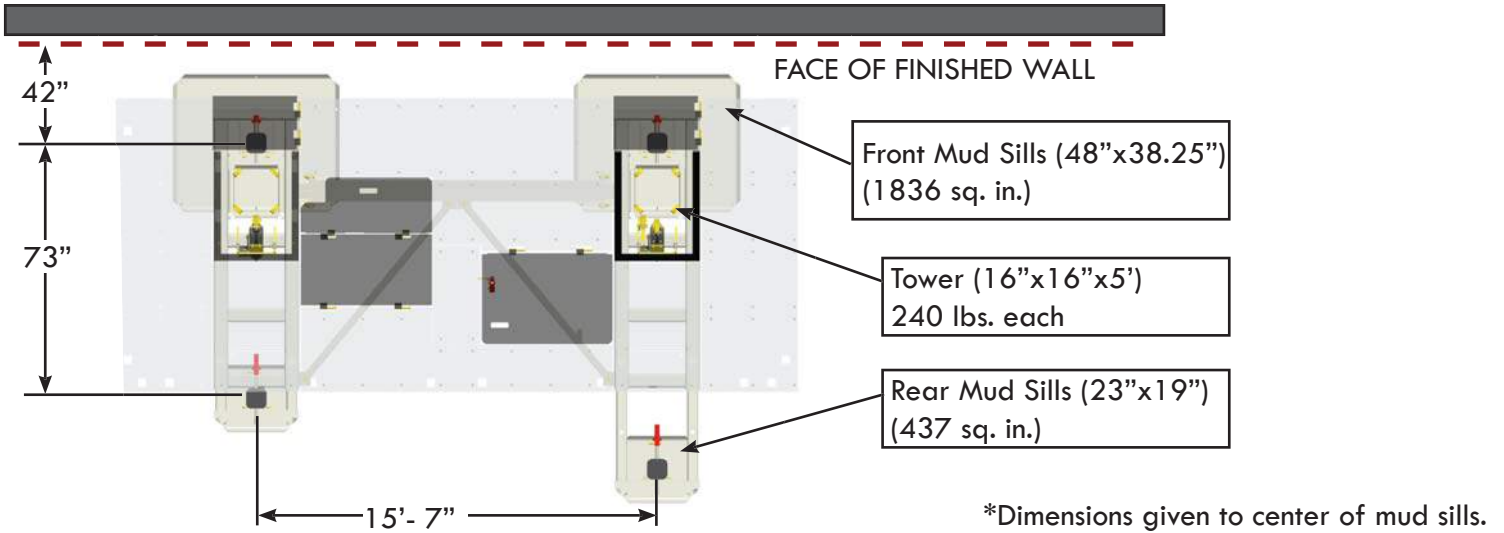 FACE OF FINISHED WALL
42”
Front Mud Sills (48”x38.25”)
(1836 sq. in.)
73”
Tower (16”x16”x5’)
240 lbs. each
Rear Mud Sills (23”x19”)
(437 sq. in.)
15’- 7”
*Dimensions given to center of mud sills.